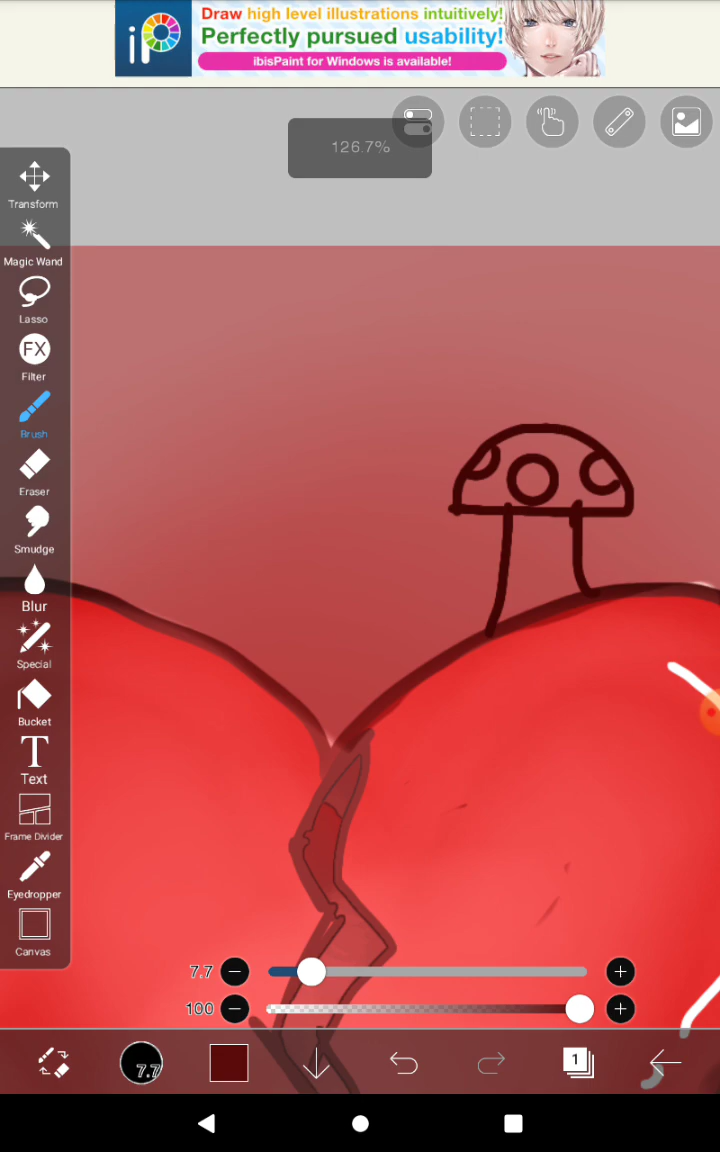 Draw high level illustrations intuitively!
iP
Perfectly pursued usability!
ibisPaint for Windows is available!
126.7%
Transform
Magic Wand
Lasso
FX
Filter
Brush
Eraser
Smudge
Blur
Special
Bucket
T
Text
Frame Divider
Eyedropper
Canvas
7.7
100
7.7
1